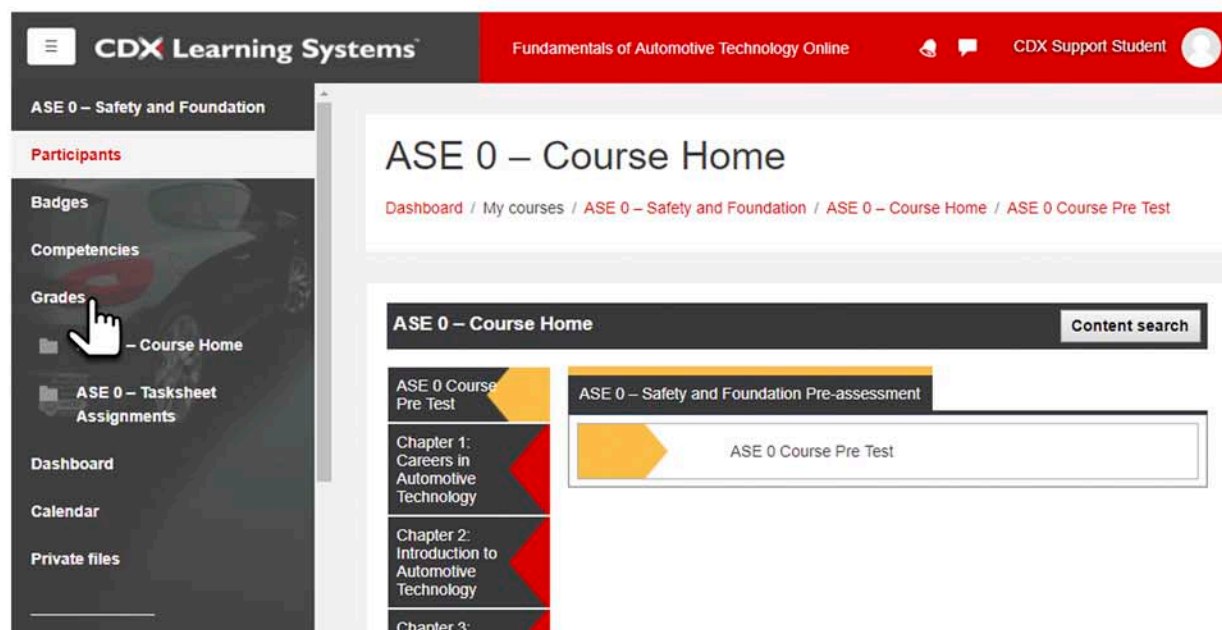 CDX Learning Systems
Fundamentals of Automotive Technology Online
CDX Support Student
ASE 0 – Safety and Foundation
Participants
Badges
Competencies
Grades
– Course Home
ASE 0 – Tasksheet
Assignments
Dashboard
Calendar
Private files
ASE 0 – Course Home
Dashboard / My courses / ASE 0 – Safety and Foundation / ASE 0 – Course Home / ASE 0 Course Pre Test
ASE 0 – Course Home
Content search
ASE 0 Course
Pre Test
Chapter 1:
Careers in
Automotive
Technology
Chapter 2:
Introduction to
Automotive
Technology
Chapter 3:
ASE 0 – Safety and Foundation Pre-assessment
ASE 0 Course Pre Test